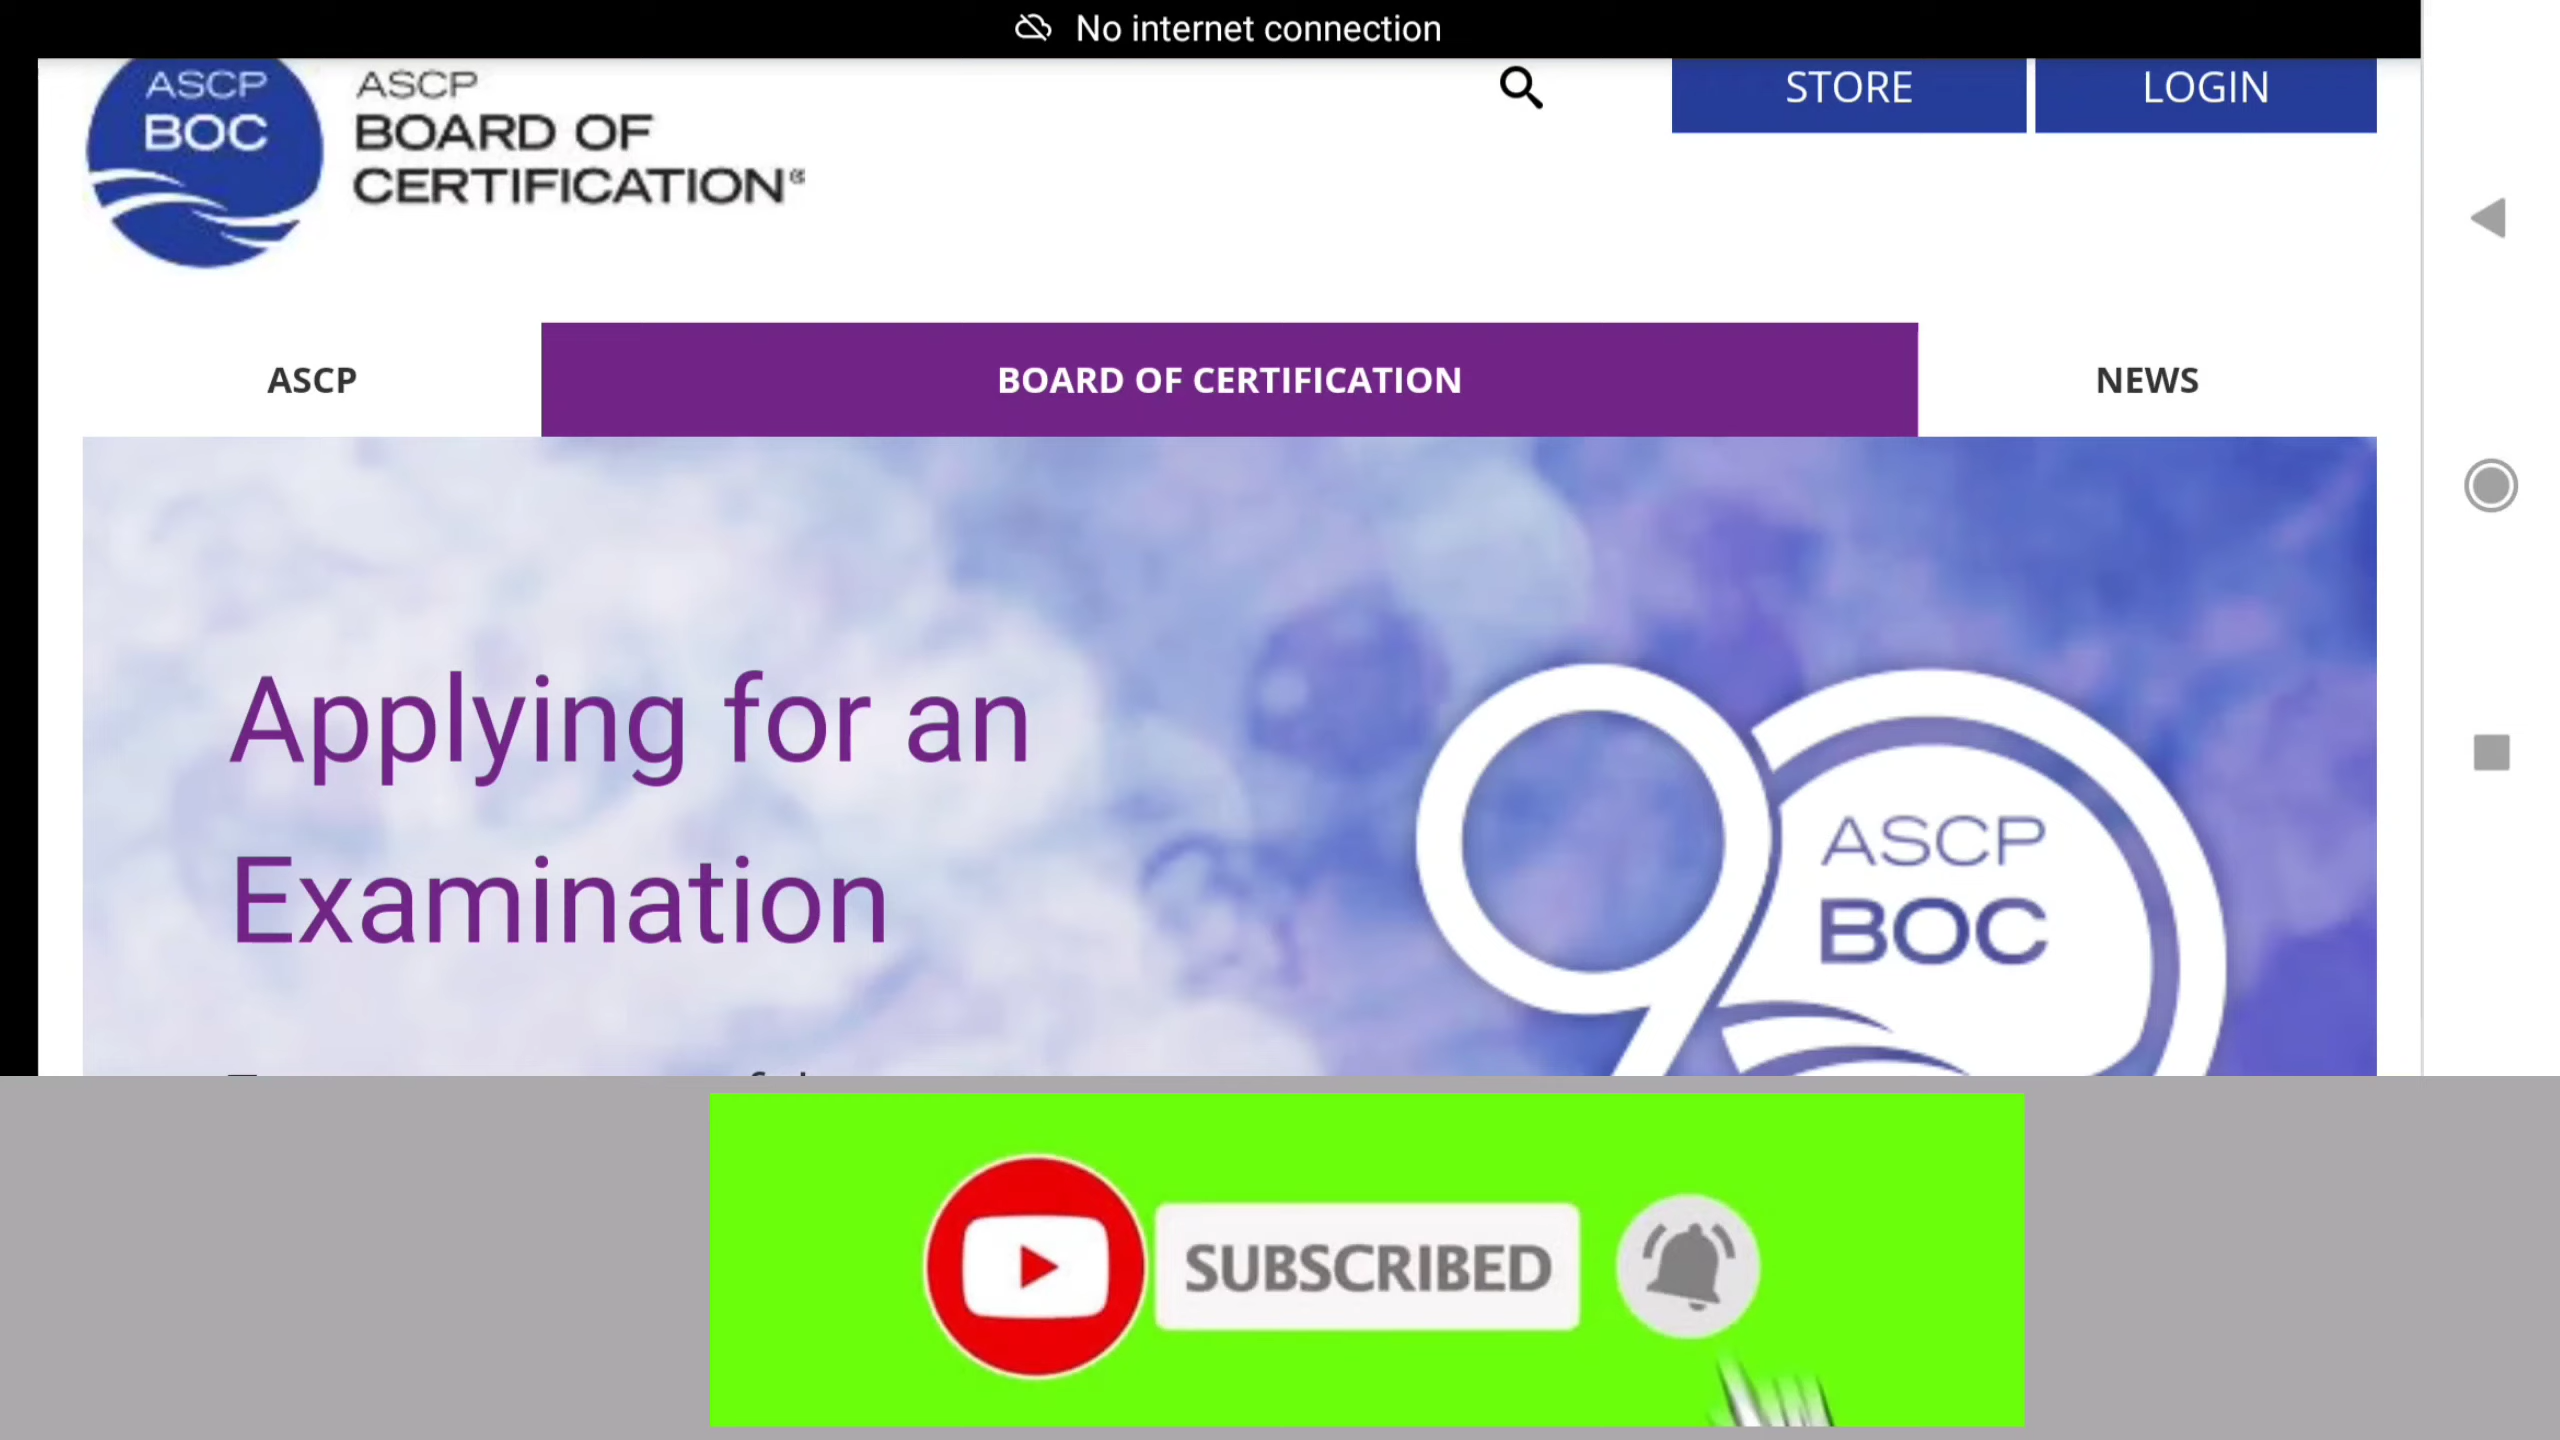 No internet connection
ASCP
BOC
ASCP
BOARD OF
CERTIFICATION®
STORE
LOGIN
ASCP
BOARD OF CERTIFICATION
NEWS
Applying for an
Examination
ASCP
BOC
SUBSCRIBED